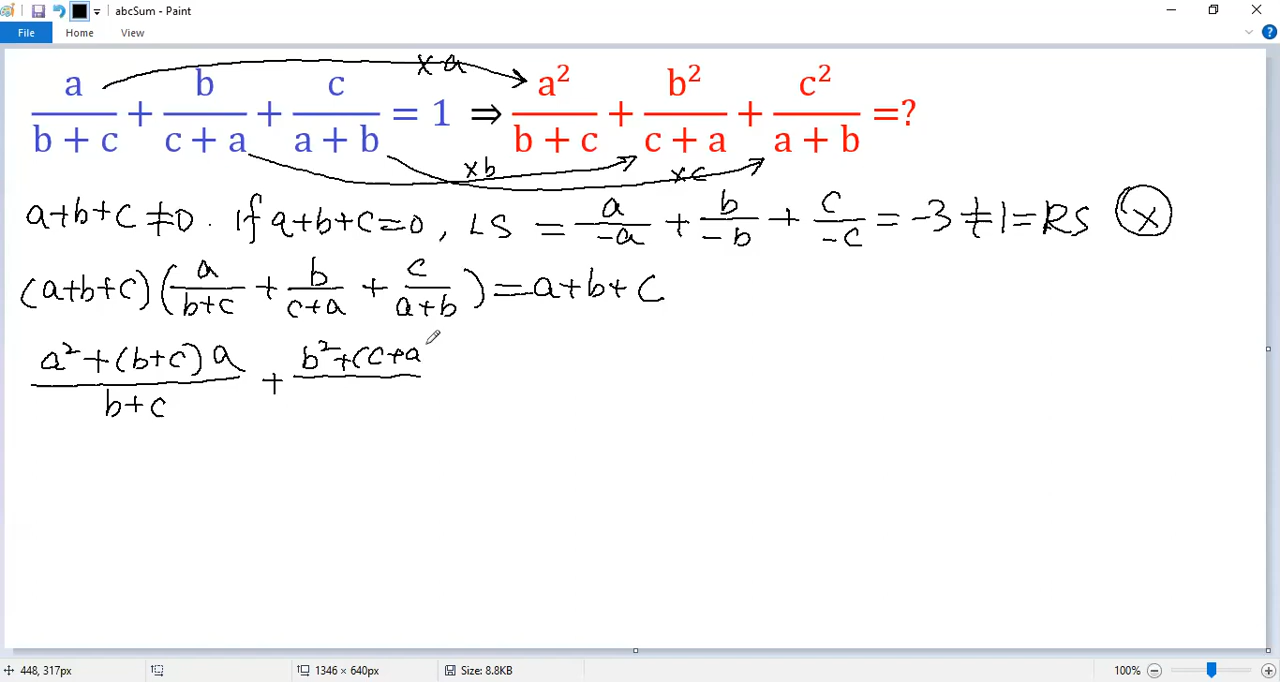 abcSum - Paint
File Home View
a/(b + c) + b/(c + a) + c/(a + b) = 1 ⇒ a²/(b + c) + b²/(c + a) + c²/(a + b) =?
×a
×b ×c
a+b+c ≠0. If a+b+c=0, LS = a/-a + b/-b + c/-c = -3 ≠ 1 = RS X
(a+b+c)(a/(b+c) + b/(c+a) + c/(a+b)) = a+b+c
(a²+(b+c)a)/(b+c) + b²+(c+a
448, 317px 1346 × 640px Size: 8.8KB 100%